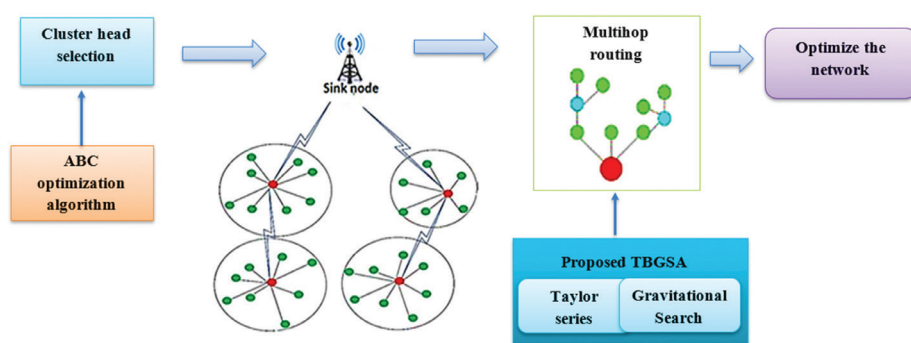 Cluster head
selection
ABC
optimization
algorithm
Sink node
Multihop
routing
Proposed TBGSA
Taylor
series
Gravitational
Search
Optimize the
network